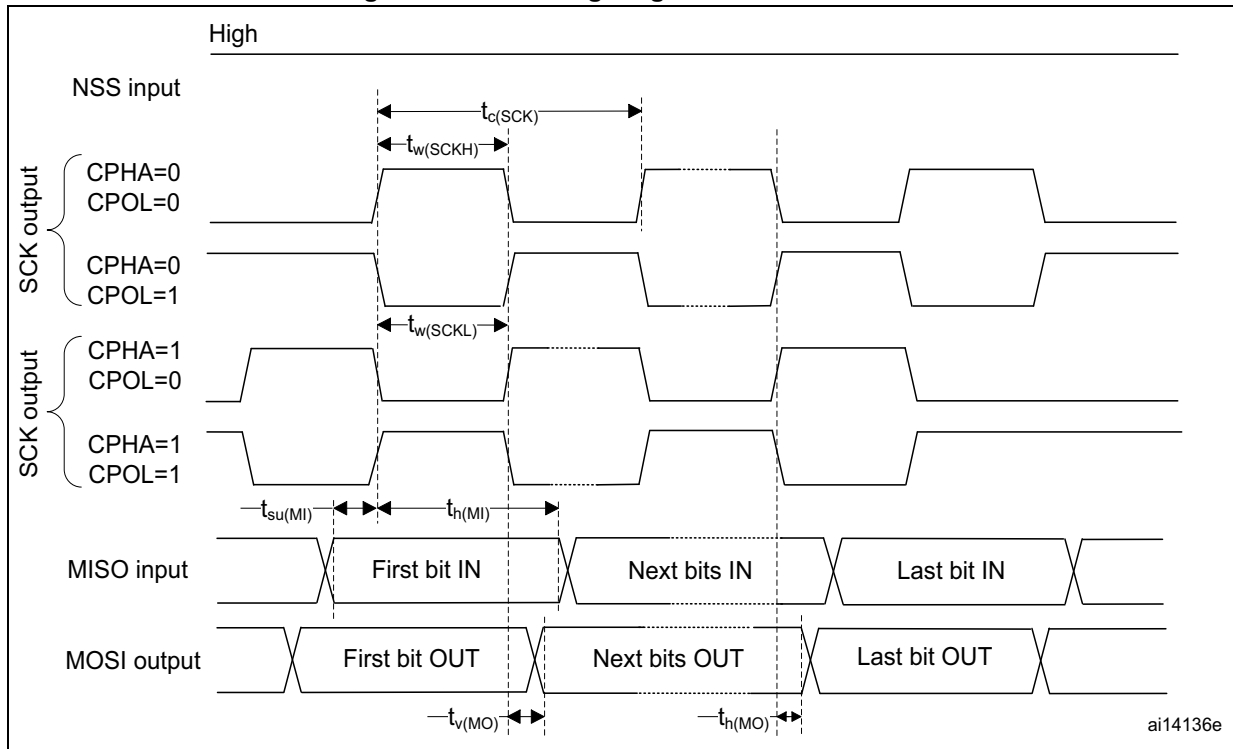 High
NSS input
tc(SCK)
tw(SCKH)
SCK output
CPHA=0
CPOL=0
CPHA=0
CPOL=1
tw(SCKL)
SCK output
CPHA=1
CPOL=0
CPHA=1
CPOL=1
tsu(MI)
th(MI)
MISO input
First bit IN
Next bits IN
Last bit IN
MOSI output
First bit OUT
Next bits OUT
Last bit OUT
tv(MO)
th(MO)
ai14136e